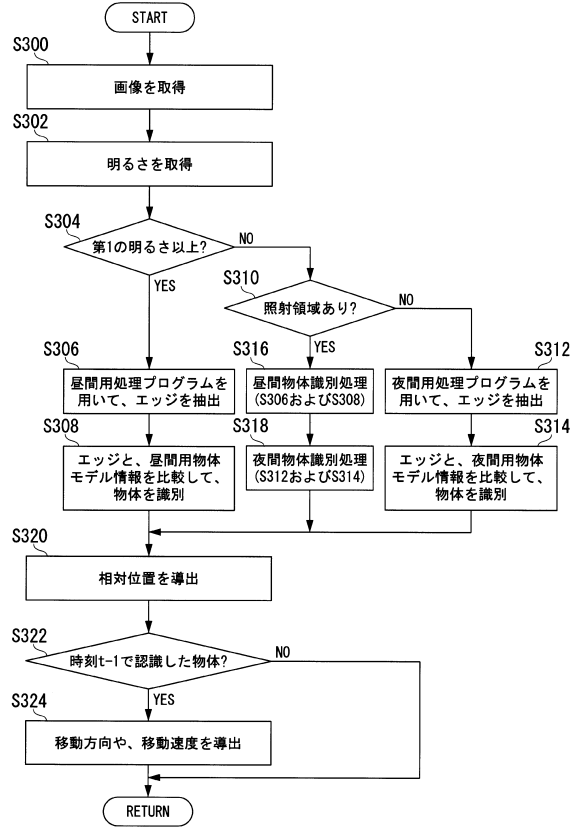 START
S300
画像を取得
S302
明るさを取得
S304
第1の明るさ以上?
NO
YES
S310
照射領域あり?
NO
YES
S306
昼間用処理プログラムを
用いて、エッジを抽出
S316
昼間物体識別処理
(S306およびS308)
S312
夜間用処理プログラムを
用いて、エッジを抽出
S308
エッジと、昼間用物体
モデル情報を比較して、
物体を識別
S318
夜間物体識別処理
(S312およびS314)
S314
エッジと、夜間用物体
モデル情報を比較して、
物体を識別
S320
相対位置を導出
S322
時刻t-1で認識した物体?
NO
YES
S324
移動方向や、移動速度を導出
RETURN